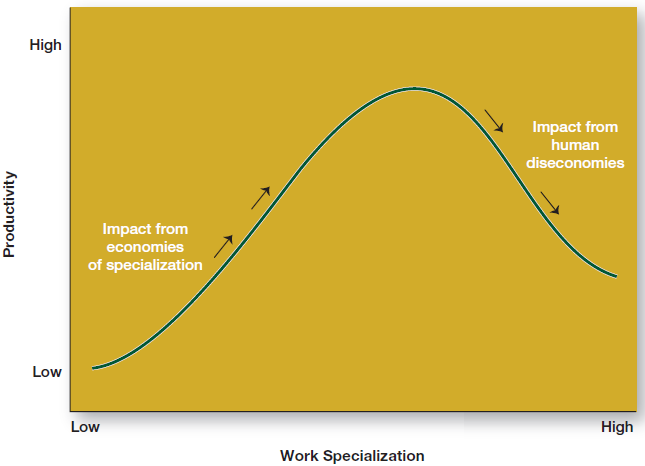 High
Impact from
human
diseconomies
Productivity
Impact from
economies
of specialization
Low
Low
High
Work Specialization